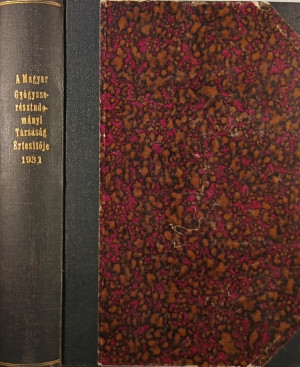 A Magyar
Gyógysze-
résztudo-
mányi
Társaság
Értesítője
1931